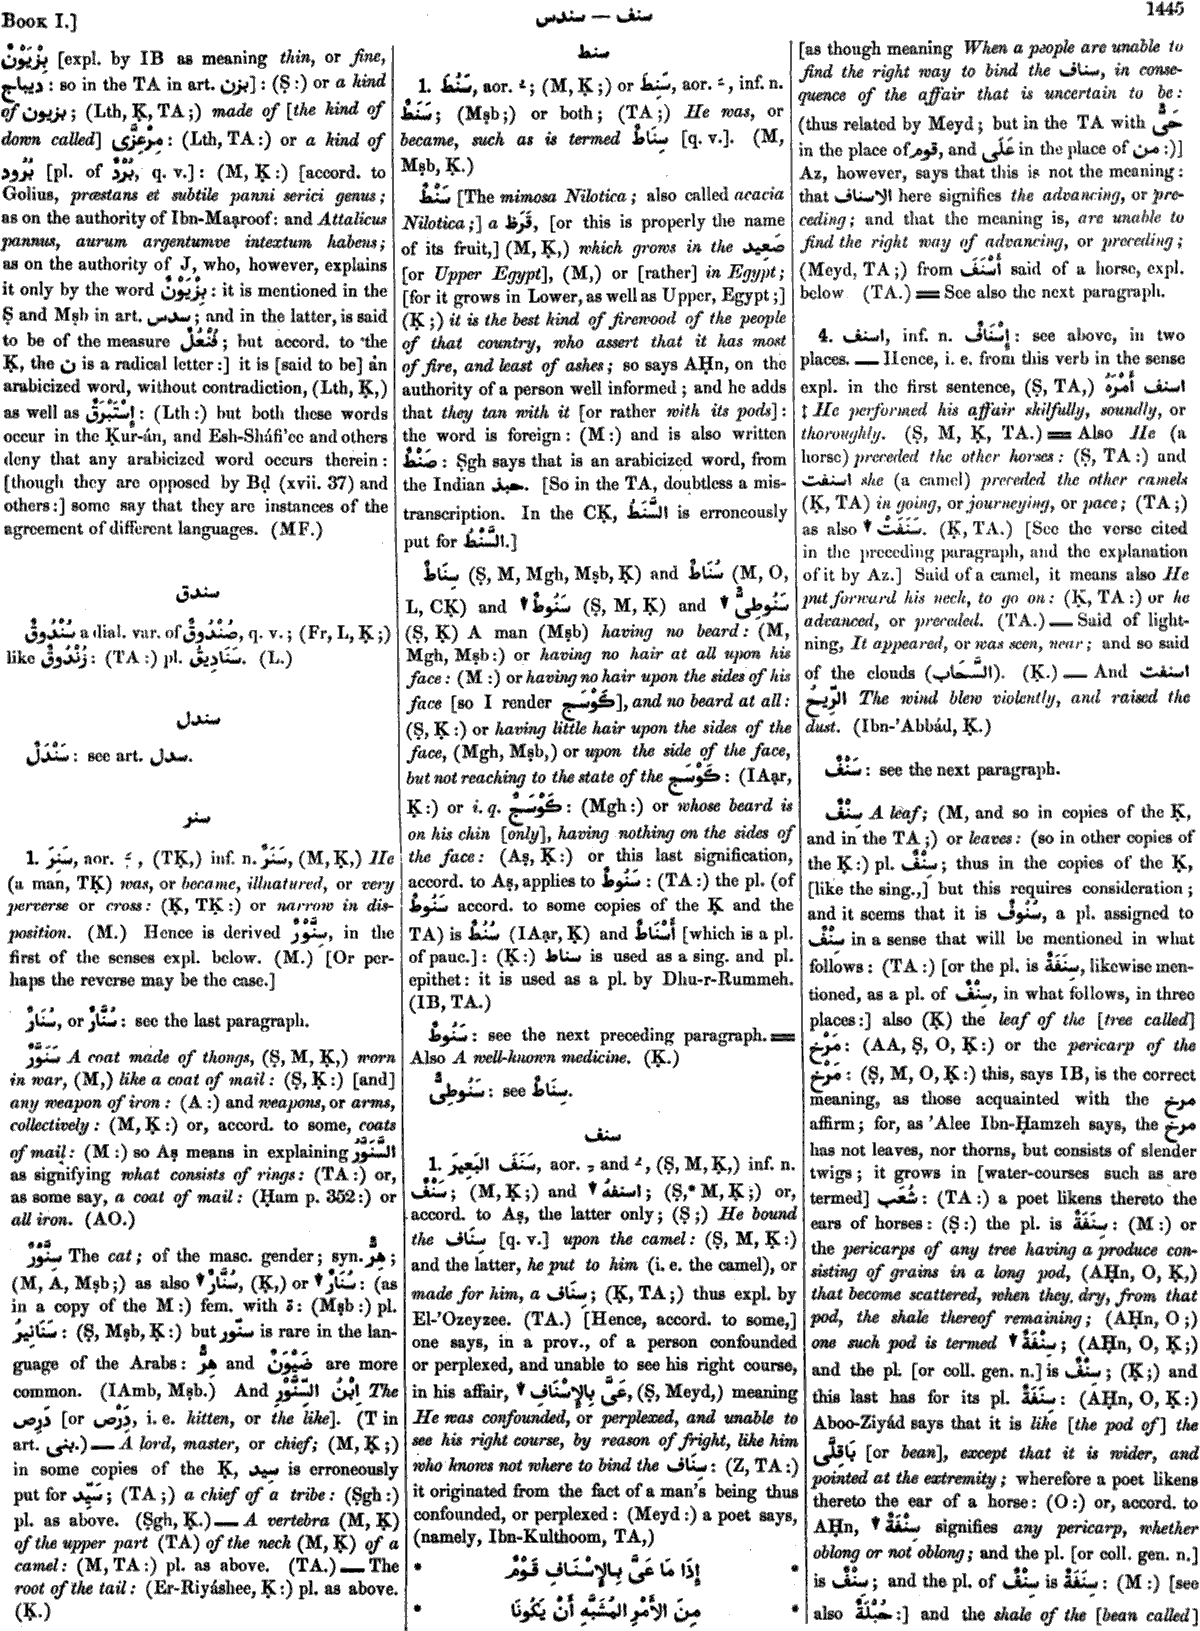 BOOK I.]
سنف — سندس
1445
بِزْيَوْنٌ [expl. by IB as meaning thin, or fine,
ديباج : so in the TA in art. بزن]: (Ṣ:) or a kind
of بزيون; (Lth, Ḳ, TA;) made of [the kind of
down called] مِرْعِزَّى: (Lth, TA:) or a kind of
بُرُود [pl. of بُرْدٌ, q. v.]: (M, Ḳ:) [accord. to
Golius, præstans et subtile panni serici genus;
as on the authority of Ibn-Maạroof: and Attalicus
pannus, aurum argentumve intextum habens;
as on the authority of J, who, however, explains
it only by the word بِزْيَوْنٌ: it is mentioned in the
Ṣ and Mṣb in art. سدس; and in the latter, is said
to be of the measure فُنْعُلٌ; but accord. to the
Ḳ, the ن is a radical letter:] it is [said to be] an
arabicized word, without contradiction, (Lth, Ḳ,)
as well as إِسْتَبْرَقٌ: (Lth:) but both these words
occur in the Ḳur-án, and Esh-Sháfi'ee and others
deny that any arabicized word occurs therein:
[though they are opposed by Bḍ (xvii. 37) and
others:] some say that they are instances of the
agreement of different languages. (MF.)
سندق
سُنْدُوقٌ a dial. var. of صُنْدُوقٌ, q. v.; (Fr, L, Ḳ;)
like زُنْدُوقٌ: (TA:) pl. سَنَادِيقُ. (L.)
سندل
سَنْدَلٌ: see art. سدل.
سنر
1. سَنِرَ, aor. ـَ, (TḲ,) inf. n. سَنَرٌ, (M, Ḳ,) He
(a man, TḲ) was, or became, illnatured, or very
perverse or cross: (Ḳ, TḲ:) or narrow in dis-
position. (M.) Hence is derived سِنَّوْرٌ, in the
first of the senses expl. below. (M.) [Or per-
haps the reverse may be the case.]
سُنَارٌ, or سُنَّارٌ: see the last paragraph.
سَنَوَّرٌ A coat made of thongs, (Ṣ, M, Ḳ,) worn
in war, (M,) like a coat of mail: (Ṣ, Ḳ:) [and]
any weapon of iron: (A:) and weapons, or arms,
collectively: (M, Ḳ:) or, accord. to some, coats
of mail: (M:) so Aṣ means in explaining السَّنَوَّرُ
as signifying what consists of rings: (TA:) or,
as some say, a coat of mail: (Ḥam p. 352:) or
all iron. (AO.)
سِنَّوْرٌ The cat; of the masc. gender; syn. هِرٌّ;
(M, A, Mṣb;) as also ▾ سُنَّارٌ, (Ḳ,) or ▾ سُنَارٌ: (as
in a copy of the M:) fem. with ة: (Mṣb:) pl.
سَنَانِيرُ: (Ṣ, Mṣb, Ḳ:) but سنّور is rare in the lan-
guage of the Arabs: هِرٌّ and ضَيْوَنٌ are more
common. (IAmb, Mṣb.) And اِبْنُ السِّنَّوْرِ The
دِرْص [or دَرْص, i. e. kitten, or the like]. (T in
art. بنى.) — A lord, master, or chief; (M, Ḳ;)
in some copies of the Ḳ, سيد is erroneously
put for سَيِّد; (TA;) a chief of a tribe: (Ṣgh:)
pl. as above. (Ṣgh, Ḳ.) — A vertebra (M, Ḳ)
of the upper part (TA) of the neck (M, Ḳ) of a
camel: (M, TA:) pl. as above. (TA.) — The
root of the tail: (Er-Riyáshee, Ḳ:) pl. as above.
(Ḳ.)
سنط
1. سَنُطَ, aor. ـُ; (M, Ḳ;) or سَنِطَ, aor. ـَ, inf. n.
سَنَطٌ; (Mṣb;) or both; (TA;) He was, or
became, such as is termed سِنَاطٌ [q. v.]. (M,
Mṣb, Ḳ.)
سَنْطٌ [The mimosa Nilotica; also called acacia
Nilotica;] a قَرَظ, [or this is properly the name
of its fruit,] (M, Ḳ,) which grows in the صَعِيد
[or Upper Egypt], (M,) or [rather] in Egypt;
[for it grows in Lower, as well as Upper, Egypt;]
(Ḳ;) it is the best kind of firewood of the people
of that country, who assert that it has most
of fire, and least of ashes; so says AḤn, on the
authority of a person well informed; and he adds
that they tan with it [or rather with its pods]:
the word is foreign: (M:) and is also written
صَنْطٌ: Ṣgh says that is an arabicized word, from
the Indian . [So in the TA, doubtless a mis-
transcription. In the CḲ, السَّنَطُ is erroneously
put for السَّنْطُ.]
سِنَاطٌ (Ṣ, M, Mgh, Mṣb, Ḳ) and سُنَاطٌ (M, O,
L, CḲ) and ▾ سَنُوطٌ (Ṣ, M, Ḳ) and ▾ سَنُوطِىٌّ
(Ṣ, Ḳ) A man (Mṣb) having no beard: (M,
Mgh, Mṣb:) or having no hair at all upon his
face: (M:) or having no hair upon the sides of his
face [so I render كَوْسَج], and no beard at all:
(Ṣ, Ḳ:) or having little hair upon the sides of the
face, (Mgh, Mṣb,) or upon the side of the face,
but not reaching to the state of the كَوْسَج: (IAạr,
Ḳ:) or i. q. كَوْسَجٌ: (Mgh:) or whose beard is
on his chin [only], having nothing on the sides of
the face: (Aṣ, Ḳ:) or this last signification,
accord. to Aṣ, applies to سَنُوطٌ: (TA:) the pl. (of
سَنُوطٌ accord. to some copies of the Ḳ and the
TA) is سُنُطٌ (IAạr, Ḳ) and أَسْنَاطٌ [which is a pl.
of pauc.]: (Ḳ:) سناط is used as a sing. and pl.
epithet: it is used as a pl. by Dhu-r-Rummeh.
(IB, TA.)
سَنُوطٌ: see the next preceding paragraph. ═
Also A well-known medicine. (Ḳ.)
سَنُوطِىٌّ: see سِنَاطٌ.
سنف
1. سَنَفَ البَعِيرَ, aor. ـِ and ـُ, (Ṣ, M, Ḳ,) inf. n.
سَنْفٌ; (M, Ḳ;) and ▾ اسنفهُ; (Ṣ,* M, Ḳ;) or,
accord. to Aṣ, the latter only; (Ṣ;) He bound
the سِنَاف [q. v.] upon the camel: (Ṣ, M, Ḳ:)
and the latter, he put to him (i. e. the camel), or
made for him, a سِنَاف; (Ḳ, TA;) thus expl. by
El-'Ozeyzee. (TA.) [Hence, accord. to some,]
one says, in a prov., of a person confounded
or perplexed, and unable to see his right course,
in his affair, ▾ عَىَّ بِالإِسْنَافِ, (Ṣ, Meyd,) meaning
He was confounded, or perplexed, and unable to
see his right course, by reason of fright, like him
who knows not where to bind the سِنَاف: (Z, TA:)
it originated from the fact of a man's being thus
confounded, or perplexed: (Meyd:) a poet says,
(namely, Ibn-Kulthoom, TA,)
* إِذَا مَا عَىَّ بِالإِسْنَافِ قَوْمٌ *
* مِنَ الأَمْرِ المُشَبَّهِ أَنْ يَكُونَا *
[as though meaning When a people are unable to
find the right way to bind the سناف, in conse-
quence of the affair that is uncertain to be:
(thus related by Meyd; but in the TA with حَىٌّ
in the place of قوم, and عَلَى in the place of من:)]
Az, however, says that this is not the meaning:
that الاسناف here signifies the advancing, or pre-
ceding; and that the meaning is, are unable to
find the right way of advancing, or preceding;
(Meyd, TA;) from أَسْنَفَ said of a horse, expl.
below (TA.) ═ See also the next paragraph.
4. اسنف, inf. n. إِسْنَافٌ: see above, in two
places. — Hence, i. e. from this verb in the sense
expl. in the first sentence, (Ṣ, TA,) اسنف أَمْرَهُ
‡ He performed his affair skilfully, soundly, or
thoroughly. (Ṣ, M, Ḳ, TA.) ═ Also He (a
horse) preceded the other horses: (Ṣ, TA:) and
اسنفت she (a camel) preceded the other camels
(Ḳ, TA) in going, or journeying, or pace; (TA;)
as also ▾ سَنَفَتْ. (Ḳ, TA.) [See the verse cited
in the preceding paragraph, and the explanation
of it by Az.] Said of a camel, it means also He
put forward his neck, to go on: (Ḳ, TA:) or he
advanced, or preceded. (TA.) — Said of light-
ning, It appeared, or was seen, near; and so said
of the clouds (السَّحَاب). (Ḳ.) — And اسنفت
الرِّيحُ The wind blew violently, and raised the
dust. (Ibn-'Abbád, Ḳ.)
سَنْفٌ: see the next paragraph.
سِنْفٌ A leaf; (M, and so in copies of the Ḳ,
and in the TA;) or leaves: (so in other copies of
the Ḳ:) pl. سِنْفٌ; thus in the copies of the Ḳ,
[like the sing.,] but this requires consideration;
and it seems that it is سُنُوفٌ, a pl. assigned to
سِنْفٌ in a sense that will be mentioned in what
follows: (TA:) [or the pl. is سِنَفَةٌ, likewise men-
tioned, as a pl. of سِنْفٌ, in what follows, in three
places:] also (Ḳ) the leaf of the [tree called]
مَرْخ: (AA, Ṣ, O, Ḳ:) or the pericarp of the
مَرْخ: (Ṣ, M, O, Ḳ:) this, says IB, is the correct
meaning, as those acquainted with the مرخ
affirm; for, as 'Alee Ibn-Ḥamzeh says, the مرخ
has not leaves, nor thorns, but consists of slender
twigs; it grows in [water-courses such as are
termed] شُعَب: (TA:) a poet likens thereto the
ears of horses: (Ṣ:) the pl. is سِنَفَةٌ: (M:) or
the pericarps of any tree having a produce con-
sisting of grains in a long pod, (AḤn, O, Ḳ,)
that become scattered, when they dry, from that
pod, the shale thereof remaining; (AḤn, O;)
one such pod is termed ▾ سِنْفَةٌ; (AḤn, O, Ḳ;)
and the pl. [or coll. gen. n.] is سِنْفٌ; (Ḳ;) and
this last has for its pl. سِنَفَةٌ: (AḤn, O, Ḳ:)
Aboo-Ziyád says that it is like [the pod of] the
بَاقِلَّى [or bean], except that it is wider, and
pointed at the extremity; wherefore a poet likens
thereto the ear of a horse: (O:) or, accord. to
AḤn, ▾ سِنْفَةٌ signifies any pericarp, whether
oblong or not oblong; and the pl. [or coll. gen. n.]
is سِنْفٌ; and the pl. of سِنْفٌ is سِنَفَةٌ: (M:) [see
also حُبْلَةٌ:] and the shale of the [bean called]